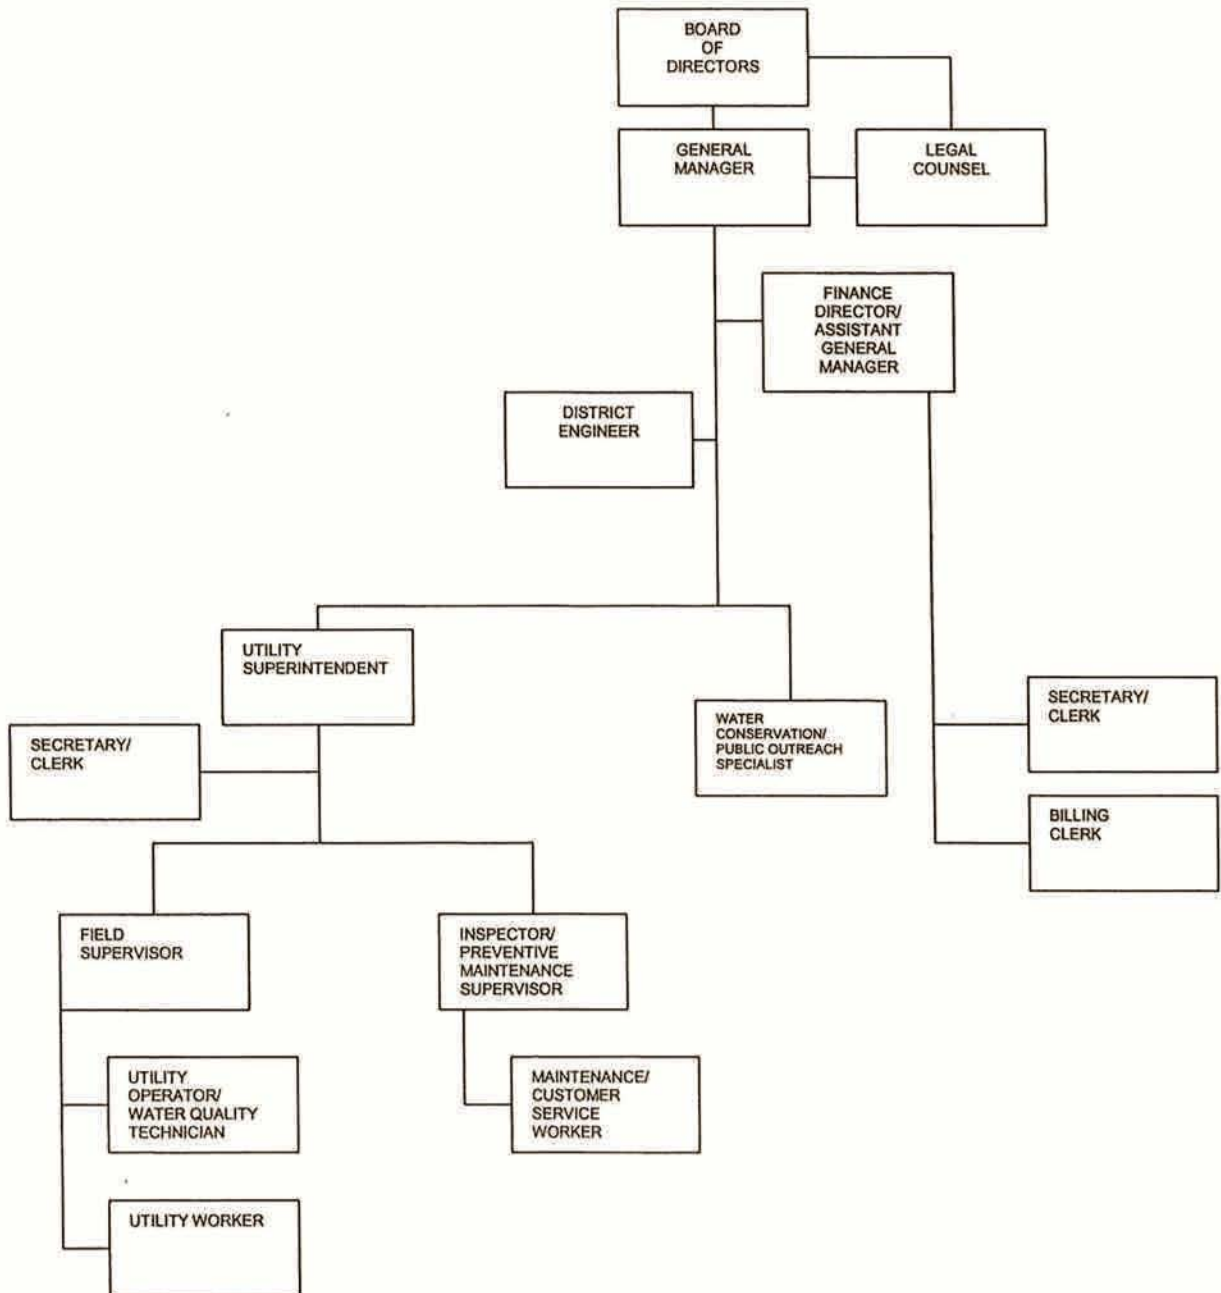 BOARD
OF
DIRECTORS
GENERAL
MANAGER
LEGAL
COUNSEL
FINANCE
DIRECTOR/
ASSISTANT
GENERAL
MANAGER
DISTRICT
ENGINEER
UTILITY
SUPERINTENDENT
WATER
CONSERVATION/
PUBLIC OUTREACH
SPECIALIST
SECRETARY/
CLERK
SECRETARY/
CLERK
BILLING
CLERK
FIELD
SUPERVISOR
INSPECTOR/
PREVENTIVE
MAINTENANCE
SUPERVISOR
UTILITY
OPERATOR/
WATER QUALITY
TECHNICIAN
MAINTENANCE/
CUSTOMER
SERVICE
WORKER
UTILITY WORKER